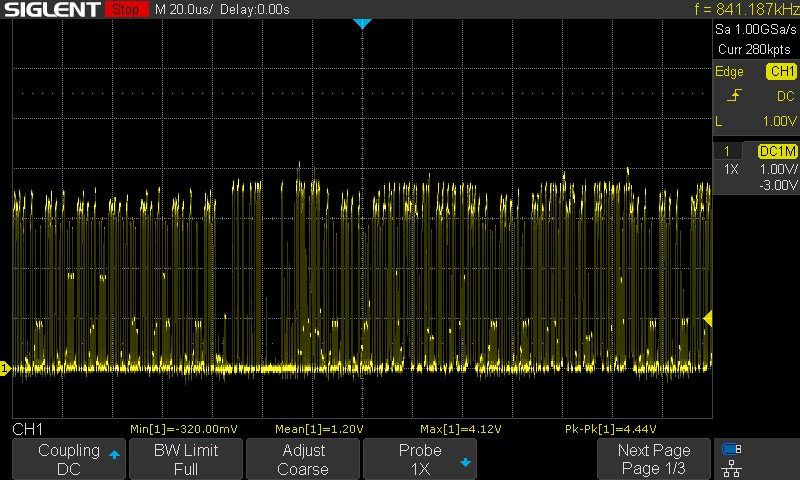 SIGLENT Stop M 20.0us/ Delay:0.00s f = 841.187kHz
Sa 1.00GSa/s
Curr 280kpts
Edge CH1
DC
L 1.00V
1 DC1M
1X 1.00V/
-3.00V
1
CH1 Min[1]=-320.00mV Mean[1]=1.20V Max[1]=4.12V Pk-Pk[1]=4.44V
Coupling BW Limit Adjust Probe Next Page
DC Full Coarse 1X Page 1/3